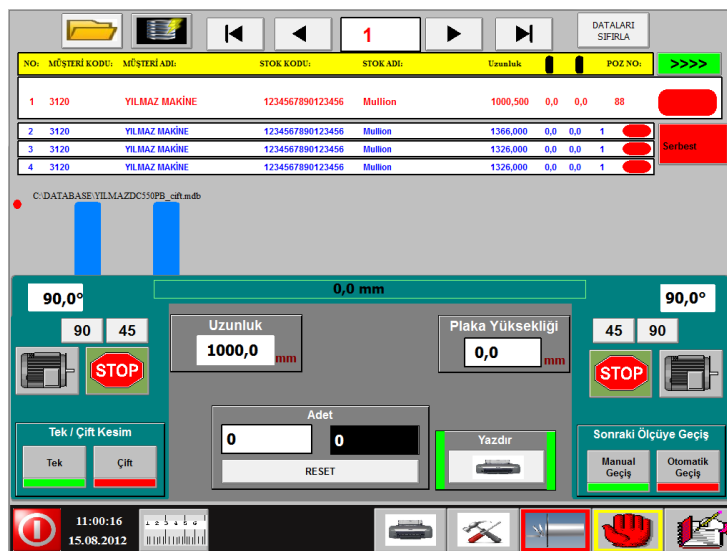 1
DATALARI
SIFIRLA
NO: MÜŞTERİ KODU: MÜŞTERİ ADI: STOK KODU: STOK ADI: Uzunluk POZ NO: >>>>
1 3120 YILMAZ MAKİNE 1234567890123456 Mullion 1000,500 0,0 0,0 88
2 3120 YILMAZ MAKİNE 1234567890123456 Mullion 1366,000 0,0 0,0 1
3 3120 YILMAZ MAKİNE 1234567890123456 Mullion 1326,000 0,0 0,0 1
4 3120 YILMAZ MAKİNE 1234567890123456 Mullion 1326,000 0,0 0,0 1
Serbest
C:\DATABASE\YILMAZDC550PB_cift.mdb
0,0 mm
90,0°
90,0°
90 45
Uzunluk
1000,0 mm
Plaka Yüksekliği
0,0 mm
45 90
STOP
STOP
Tek / Çift Kesim
Tek Çift
Adet
0 0
RESET
Yazdır
Sonraki Ölçüye Geçiş
Manual
Geçiş
Otomatik
Geçiş
11:00:16
15.08.2012
1 2 3 4 5 6